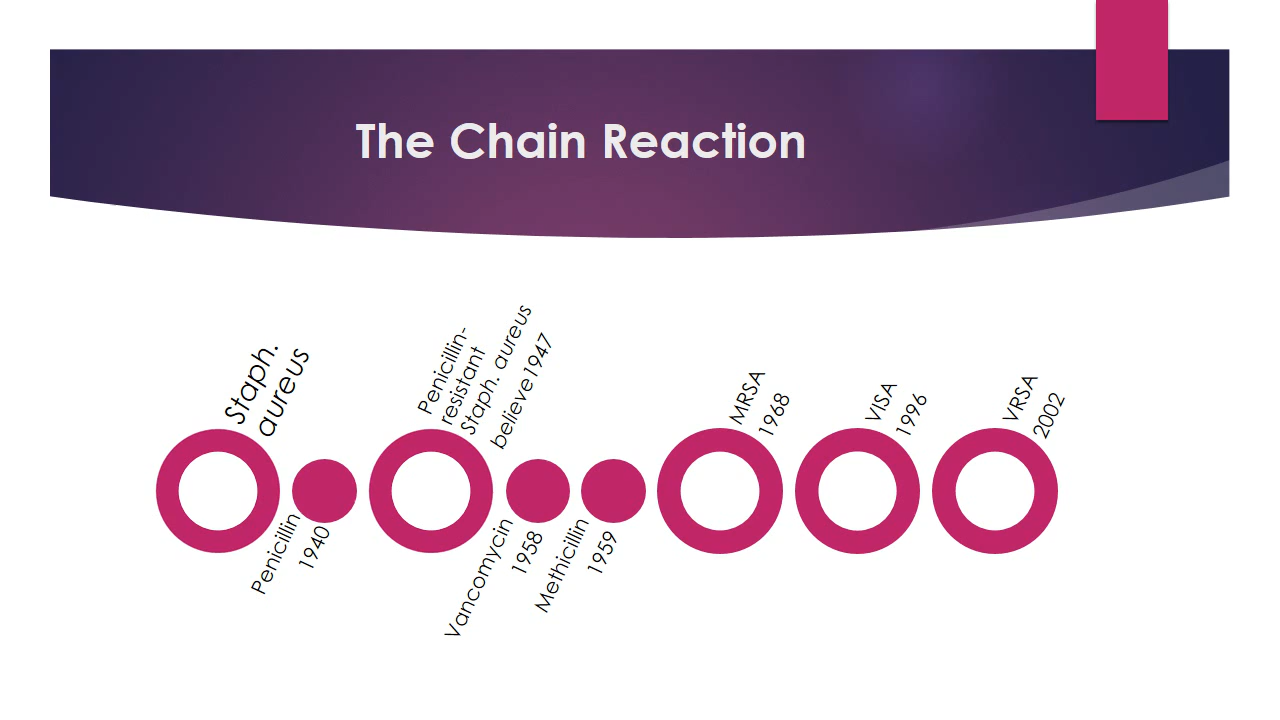 The Chain Reaction
Staph.
aureus
Penicillin
1940
Penicillin-
resistant
Staph. aureus
believe1947
Vancomycin
1958
Methicillin
1959
MRSA
1968
VISA
1996
VRSA
2002